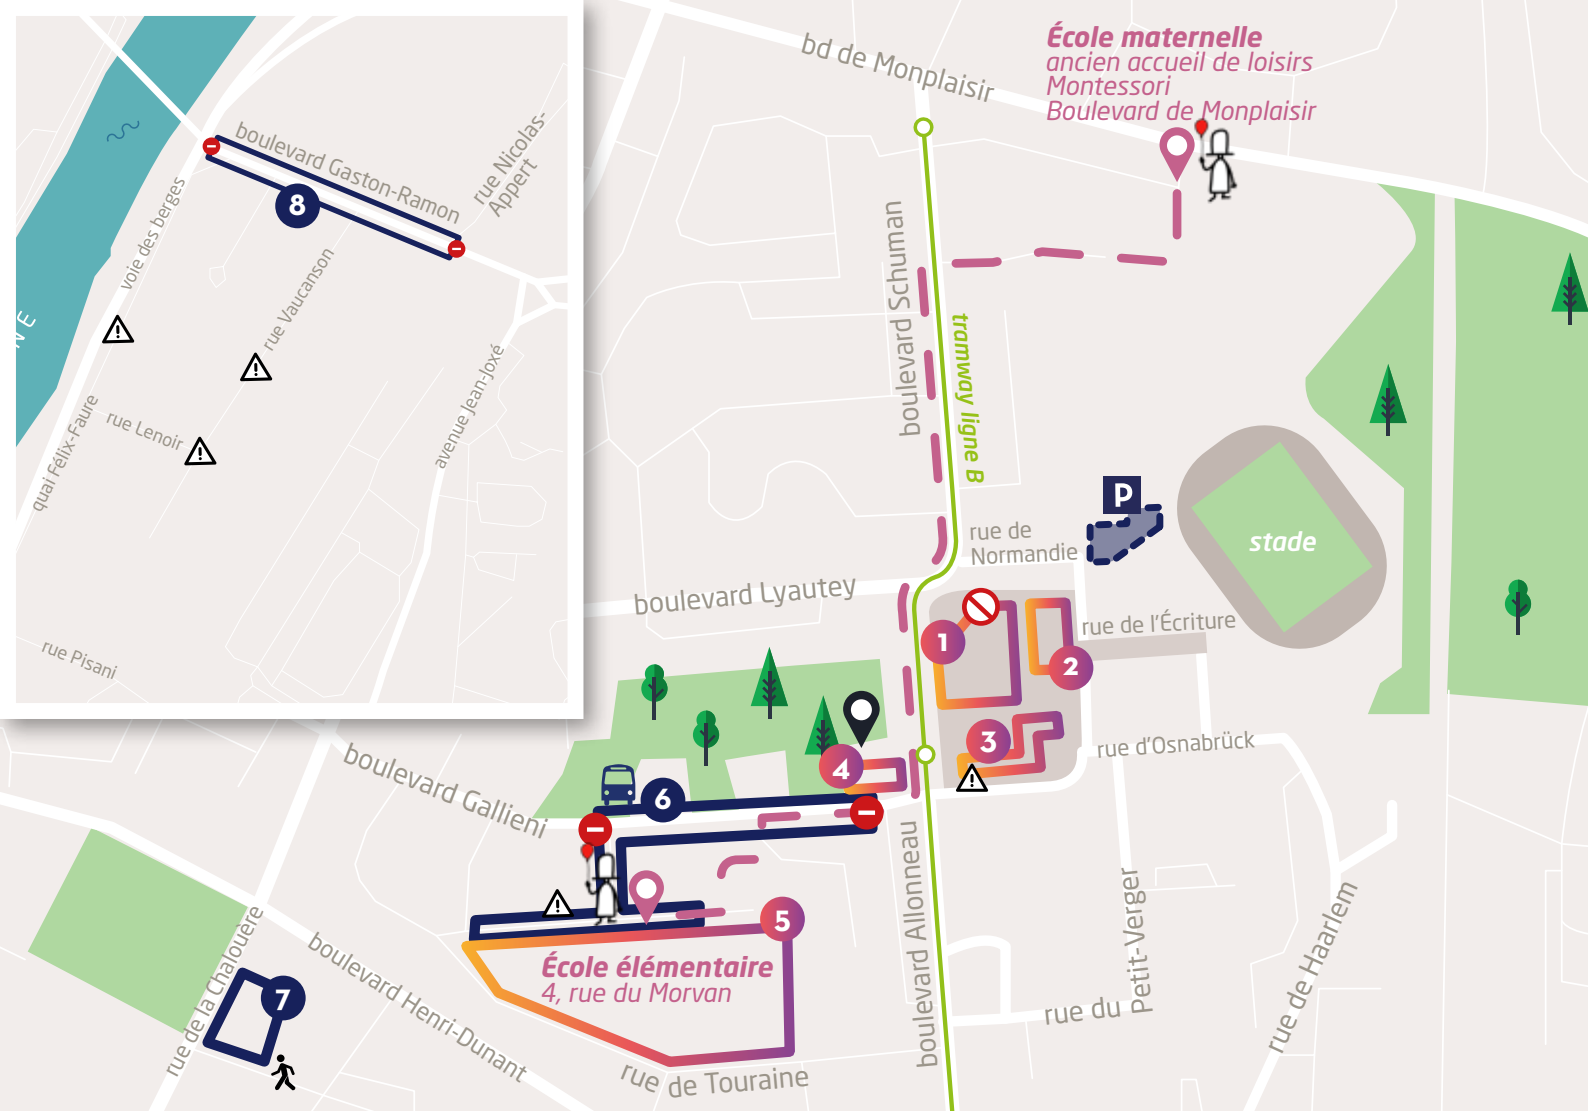 bd de Monplaisir
École maternelle
ancien accueil de loisirs
Montessori
Boulevard de Monplaisir
boulevard Gaston-Ramon
rue Nicolas-
Appert
8
voie des berges
rue Vaucanson
N E
quai Félix-Faure
rue Lenoir
avenue Jean-Joxé
rue Pisani
boulevard Schuman
tramway ligne B
P
rue de
Normandie
stade
boulevard Lyautey
rue de l'Écriture
1
2
3
4
rue d'Osnabrück
boulevard Gallieni
6
boulevard Allonneau
5
École élémentaire
4, rue du Morvan
7
rue de la Chalouère
boulevard Henri-Dunant
rue de Touraine
rue du
Petit-Verger
rue de Haarlem